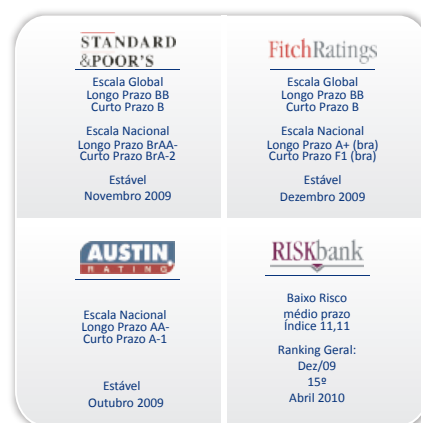 STANDARD
&POOR'S
Escala Global
Longo Prazo BB
Curto Prazo B
Escala Nacional
Longo Prazo BrAA-
Curto Prazo BrA-2
Estável
Novembro 2009
FitchRatings
Escala Global
Longo Prazo BB
Curto Prazo B
Escala Nacional
Longo Prazo A+ (bra)
Curto Prazo F1 (bra)
Estável
Dezembro 2009
AUSTIN
RATING
Escala Nacional
Longo Prazo AA-
Curto Prazo A-1
Estável
Outubro 2009
RISKbank
Baixo Risco
médio prazo
Índice 11,11
Ranking Geral:
Dez/09
15º
Abril 2010